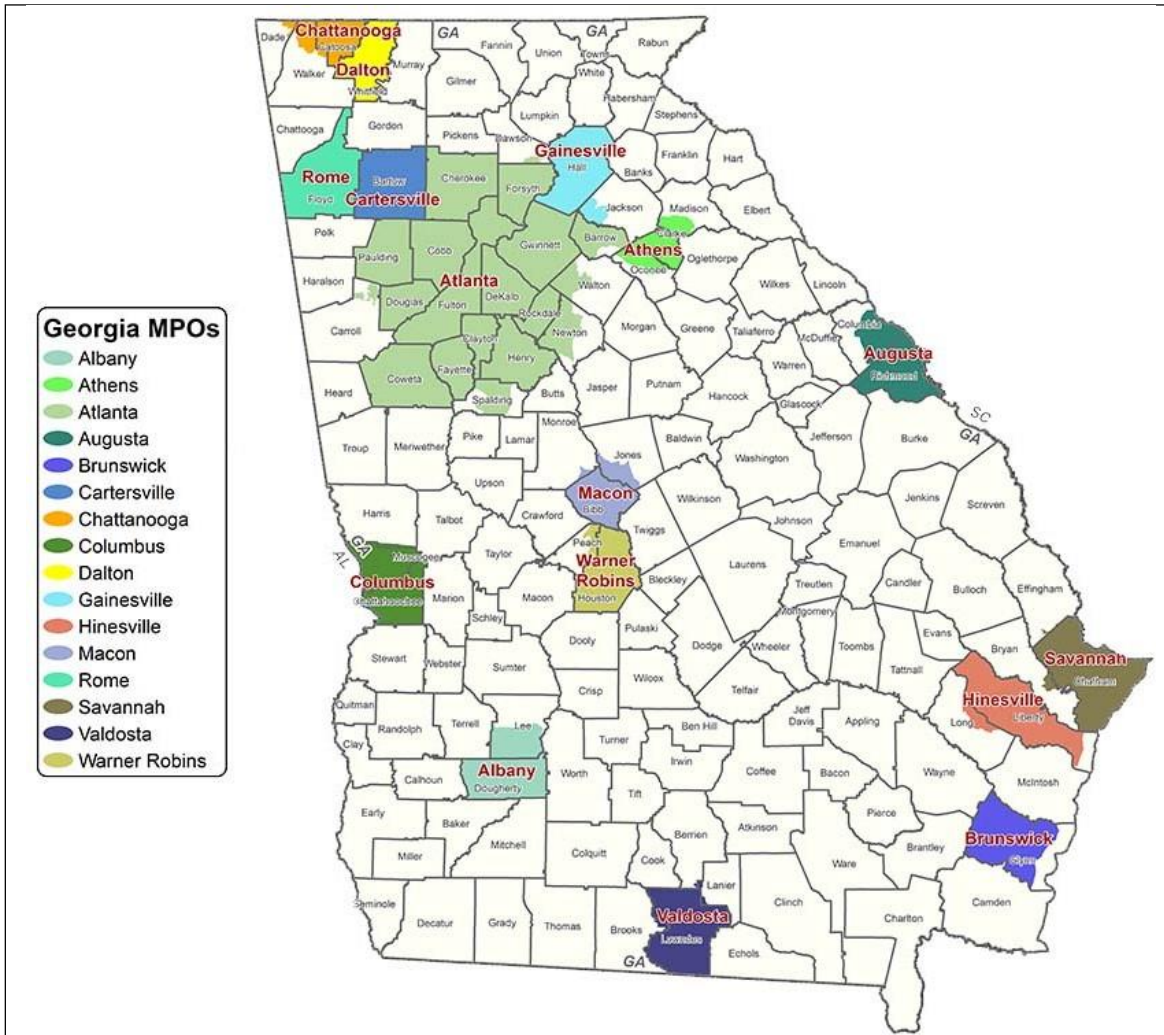 Chattanooga
GA
GA
Rabun
Dade
Catoosa
Fannin
Union
Towns
Walker
Dalton
Murray
Gilmer
White
Whitfield
Habersham
Lumpkin
Stephens
Chattooga
Gordon
Pickens
Dawson
Gainesville
Franklin
Hart
Hall
Banks
Rome
Bartow
Cherokee
Forsyth
Floyd
Cartersville
Jackson
Madison
Elbert
Polk
Cobb
Gwinnett
Barrow
Clarke
Paulding
Athens
Oglethorpe
Haralson
Atlanta
Oconee
Wilkes
Lincoln
Douglas
Fulton
DeKalb
Walton
Rockdale
Carroll
Newton
Morgan
Greene
Taliaferro
McDuffie
Columbia
Clayton
Augusta
Henry
Warren
Richmond
Coweta
Fayette
Heard
Spalding
Butts
Jasper
Putnam
Hancock
Glascock
SC
GA
Troup
Meriwether
Pike
Lamar
Monroe
Jones
Baldwin
Jefferson
Burke
Washington
Upson
Macon
Bibb
Wilkinson
Jenkins
Screven
Harris
Talbot
Crawford
Twiggs
Johnson
GA
AL
Muscogee
Taylor
Peach
Emanuel
Columbus
Warner
Robins
Chattahoochee
Marion
Macon
Houston
Bleckley
Laurens
Treutlen
Candler
Bulloch
Effingham
Schley
Pulaski
Montgomery
Dooly
Dodge
Wheeler
Toombs
Evans
Bryan
Stewart
Webster
Sumter
Wilcox
Tattnall
Savannah
Crisp
Telfair
Chatham
Quitman
Hinesville
Randolph
Terrell
Lee
Jeff
Davis
Appling
Long
Liberty
Clay
Turner
Ben Hill
Irwin
Albany
Worth
Coffee
Bacon
Wayne
McIntosh
Calhoun
Dougherty
Tift
Early
Baker
Pierce
Mitchell
Berrien
Atkinson
Brunswick
Brantley
Miller
Colquitt
Cook
Ware
Glynn
Lanier
Seminole
Clinch
Camden
Decatur
Grady
Thomas
Brooks
Valdosta
Charlton
Lowndes
Echols
GA
Georgia MPOs
Albany
Athens
Atlanta
Augusta
Brunswick
Cartersville
Chattanooga
Columbus
Dalton
Gainesville
Hinesville
Macon
Rome
Savannah
Valdosta
Warner Robins